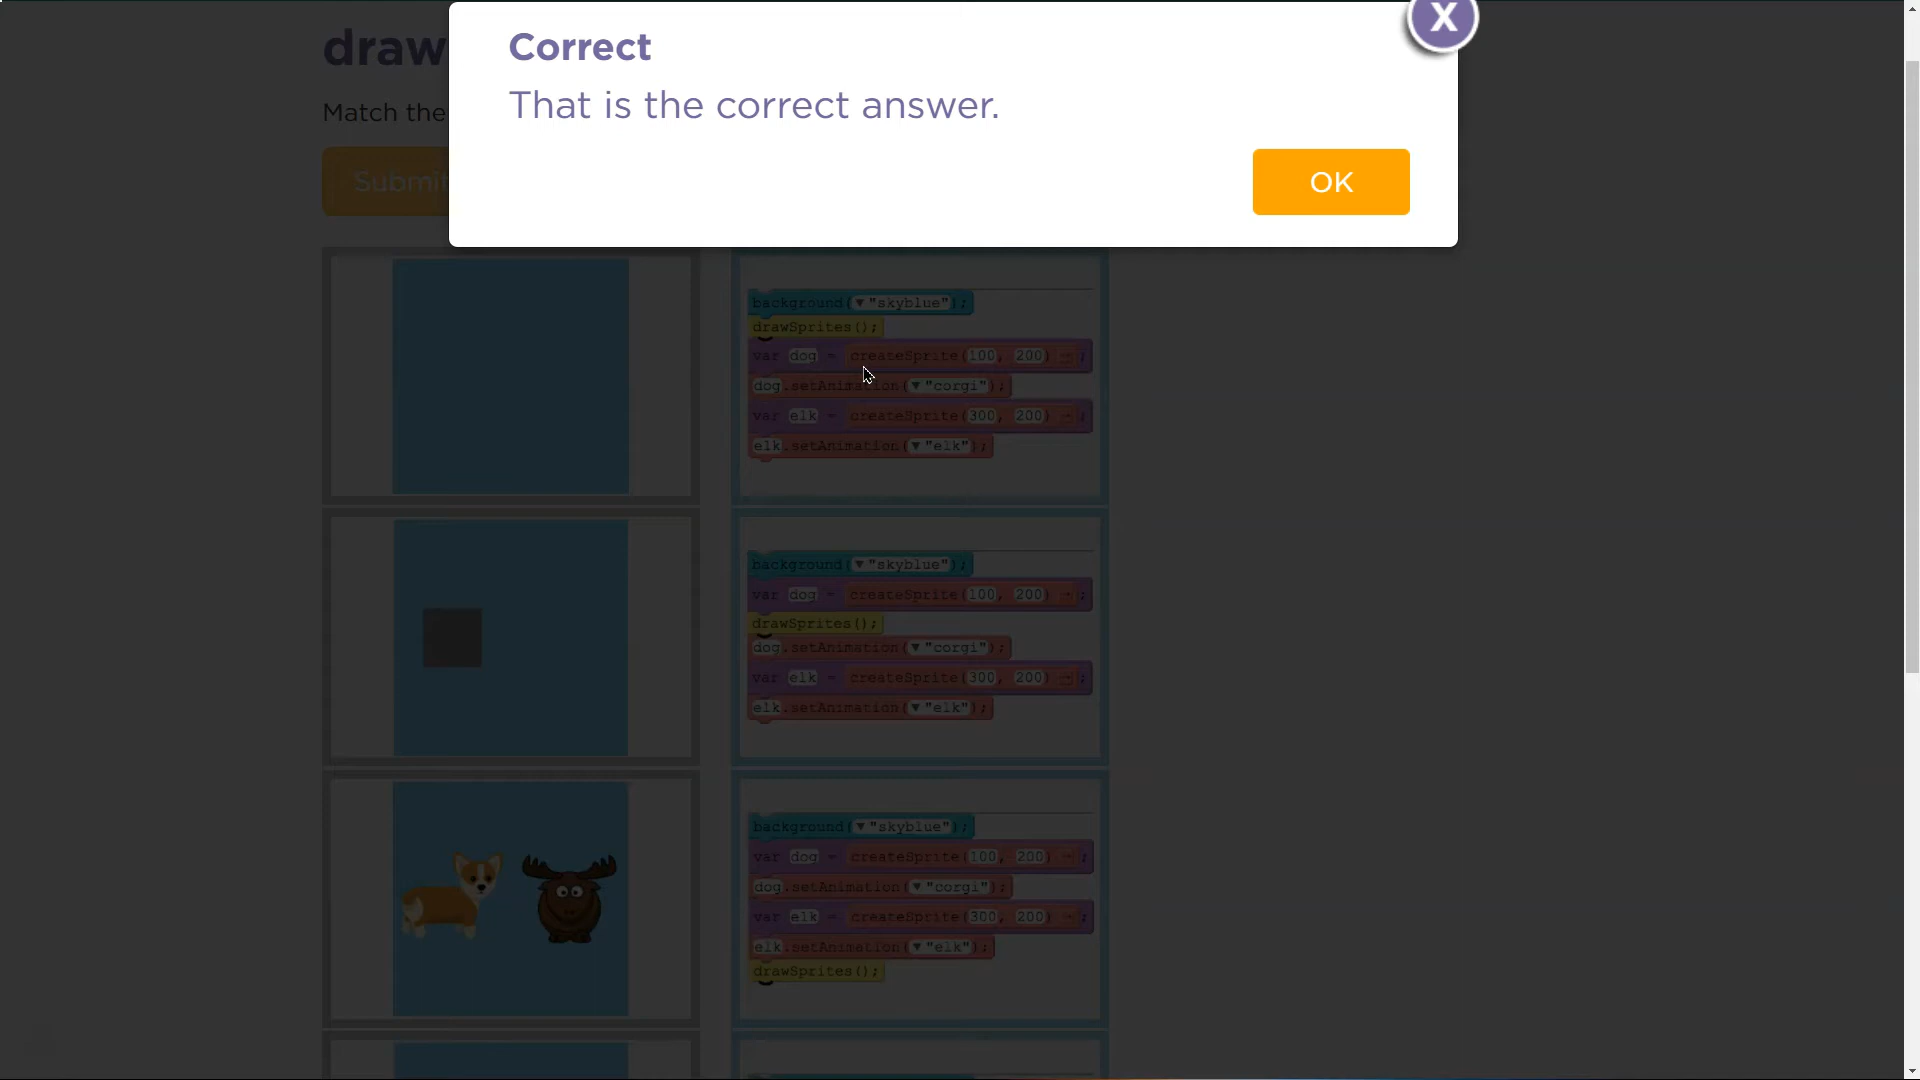 draw
Correct
X
That is the correct answer.
Match the
OK
Submit
background(▼"skyblue");
drawSprites();
var dog = createSprite(100, 200) → ;
dog.setAnimation(▼"corgi");
var elk = createSprite(300, 200) → ;
elk.setAnimation(▼"elk");
background(▼"skyblue");
var dog = createSprite(100, 200) → ;
drawSprites();
dog.setAnimation(▼"corgi");
var elk = createSprite(300, 200) → ;
elk.setAnimation(▼"elk");
background(▼"skyblue");
var dog = createSprite(100, 200) → ;
dog.setAnimation(▼"corgi");
var elk = createSprite(300, 200) → ;
elk.setAnimation(▼"elk");
drawSprites();